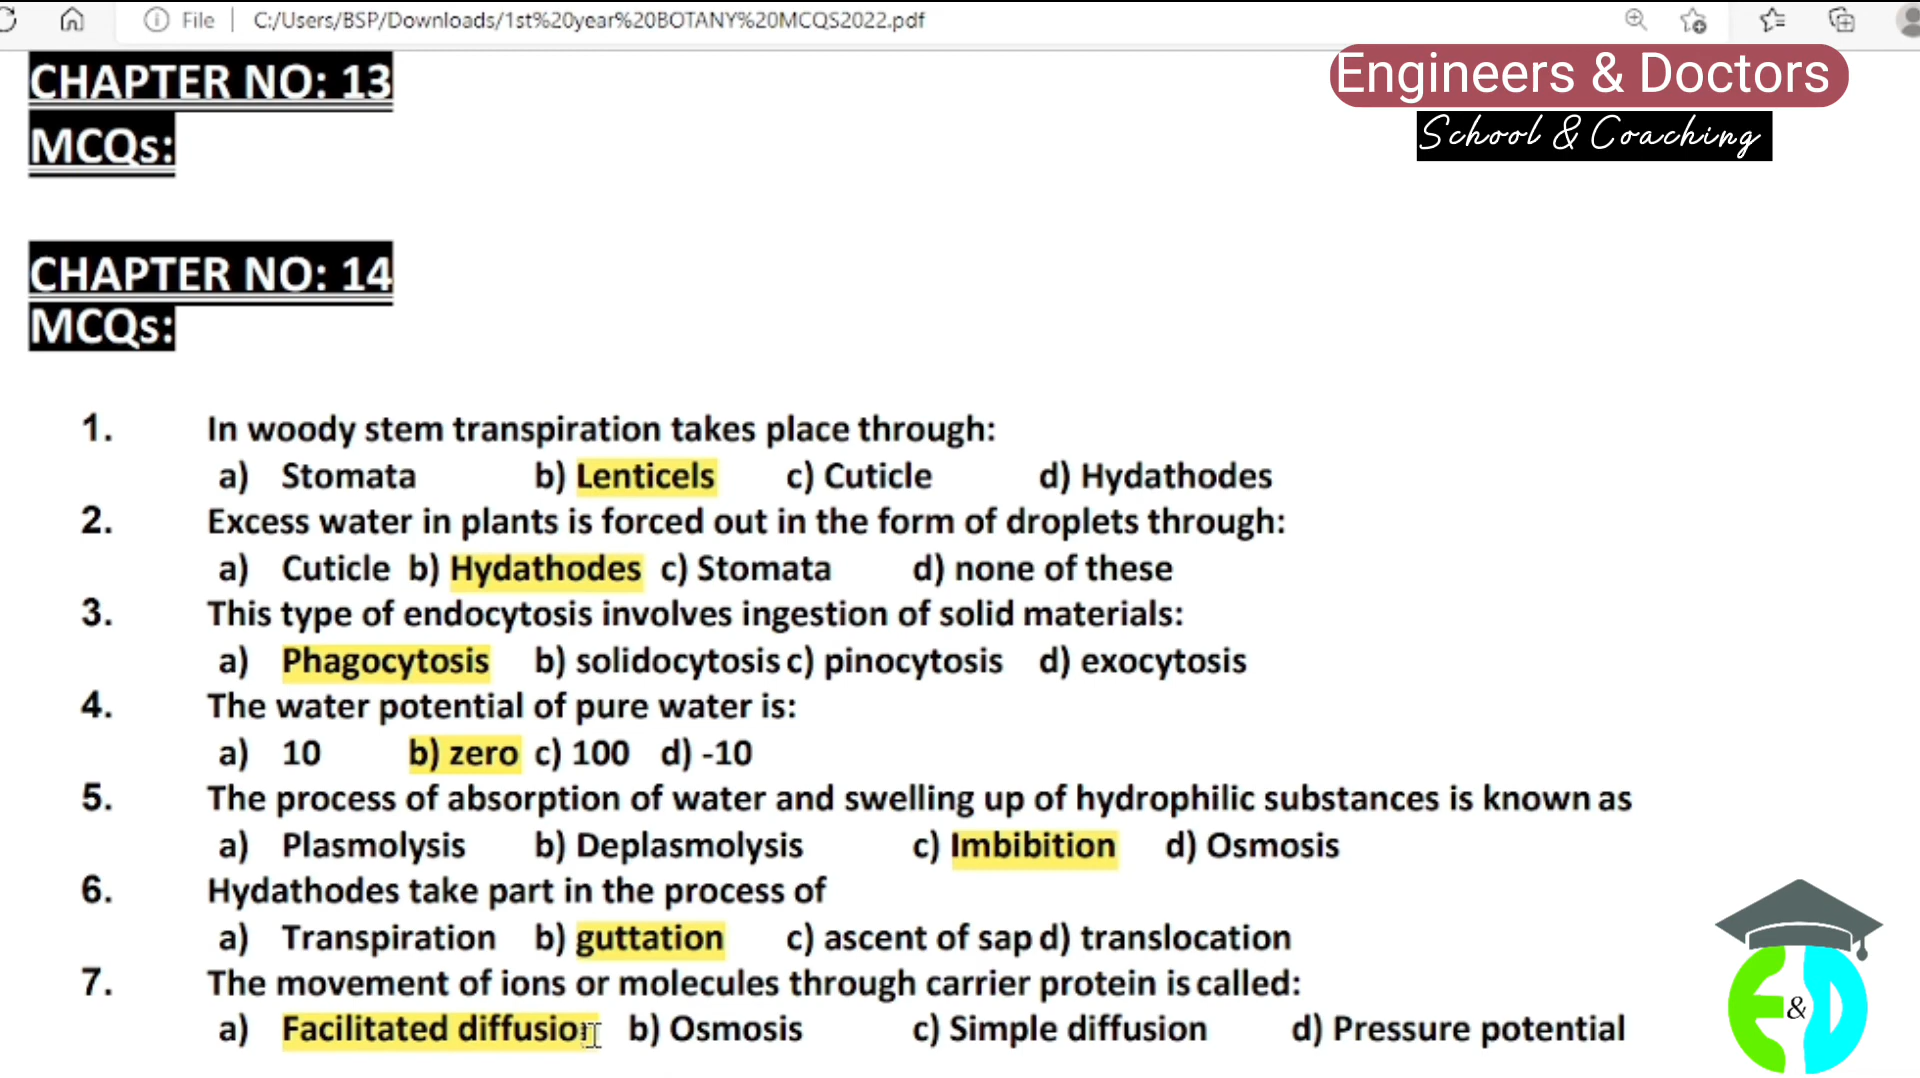 File | C:/Users/BSP/Downloads/1st%20year%20BOTANY%20MCQS2022.pdf
CHAPTER NO: 13
Engineers & Doctors
School & Coaching
MCQs:
CHAPTER NO: 14
MCQs:
1. In woody stem transpiration takes place through:
a) Stomata b) Lenticels c) Cuticle d) Hydathodes
2. Excess water in plants is forced out in the form of droplets through:
a) Cuticle b) Hydathodes c) Stomata d) none of these
3. This type of endocytosis involves ingestion of solid materials:
a) Phagocytosis b) solidocytosis c) pinocytosis d) exocytosis
4. The water potential of pure water is:
a) 10 b) zero c) 100 d) -10
5. The process of absorption of water and swelling up of hydrophilic substances is known as
a) Plasmolysis b) Deplasmolysis c) Imbibition d) Osmosis
6. Hydathodes take part in the process of
a) Transpiration b) guttation c) ascent of sap d) translocation
7. The movement of ions or molecules through carrier protein is called:
a) Facilitated diffusion b) Osmosis c) Simple diffusion d) Pressure potential
E&D